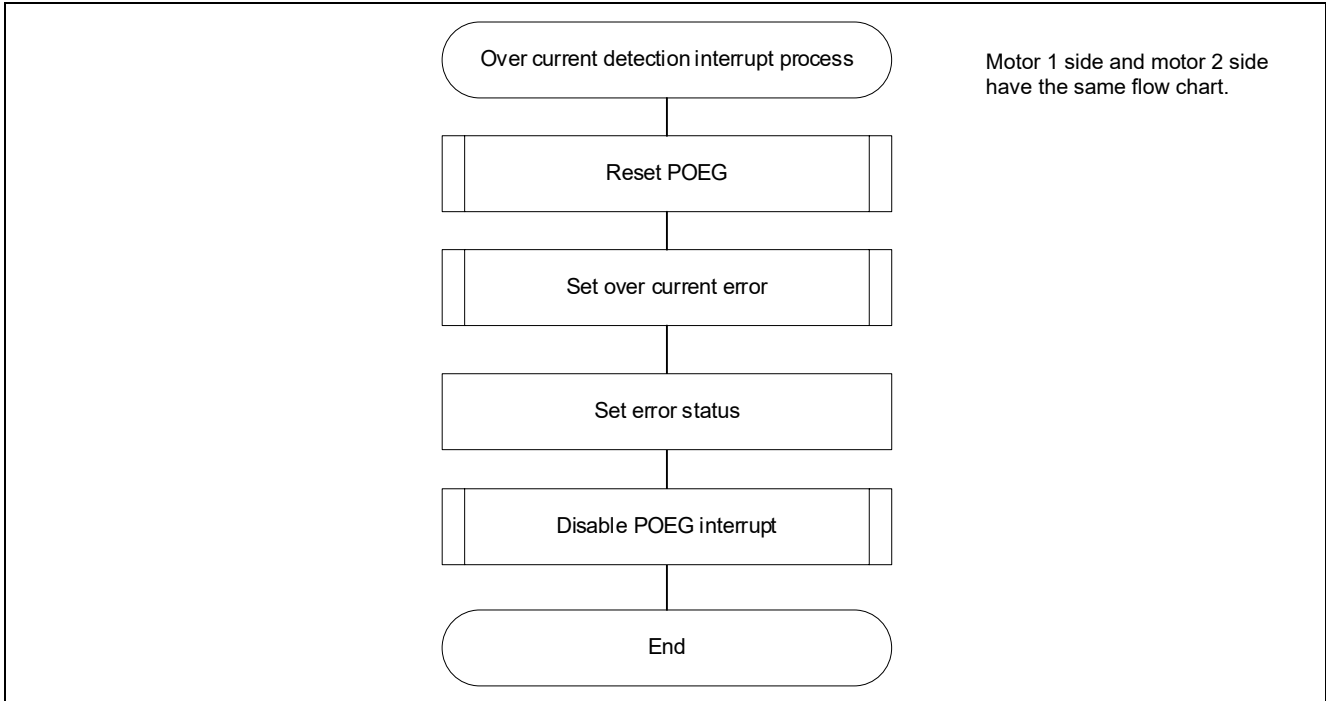 Over current detection interrupt process
Motor 1 side and motor 2 side
have the same flow chart.
Reset POEG
Set over current error
Set error status
Disable POEG interrupt
End